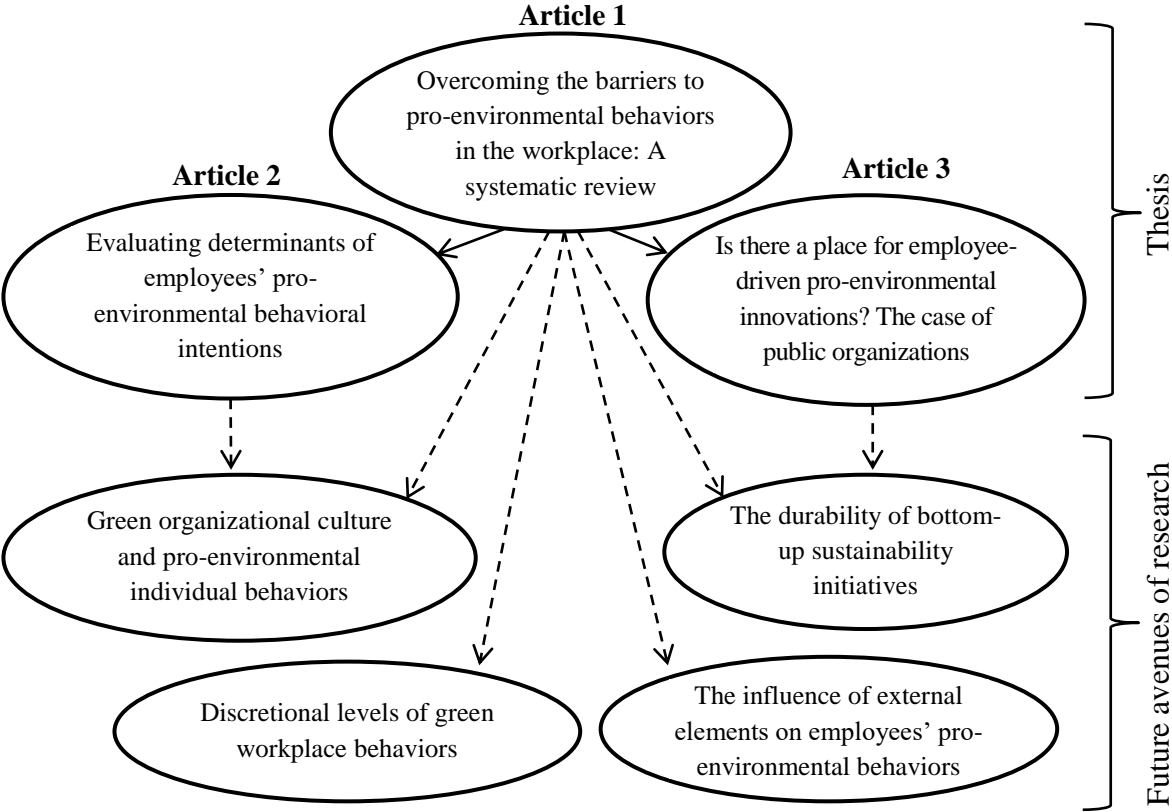 Article 1
Overcoming the barriers to
pro-environmental behaviors
in the workplace: A
systematic review
Article 2
Evaluating determinants of
employees’ pro-
environmental behavioral
intentions
Article 3
Is there a place for employee-
driven pro-environmental
innovations? The case of
public organizations
Thesis
Green organizational culture
and pro-environmental
individual behaviors
The durability of bottom-
up sustainability
initiatives
Discretional levels of green
workplace behaviors
The influence of external
elements on employees’ pro-
environmental behaviors
Future avenues of research